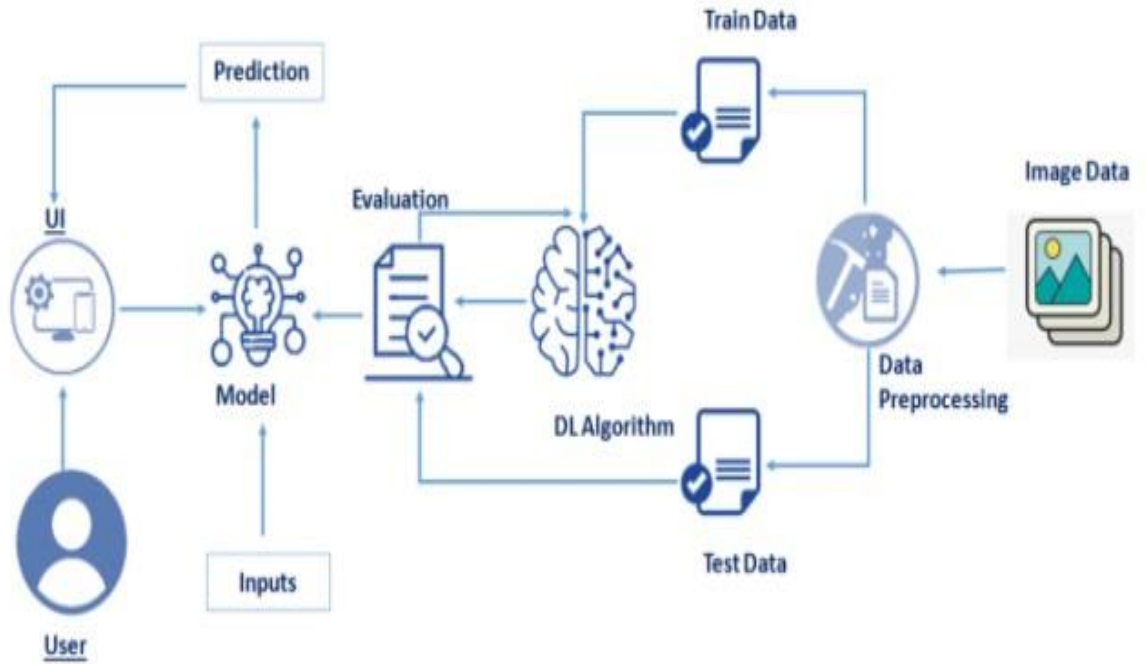 Train Data
Prediction
Image Data
Evaluation
UI
Data
Preprocessing
Model
DL Algorithm
Test Data
Inputs
User